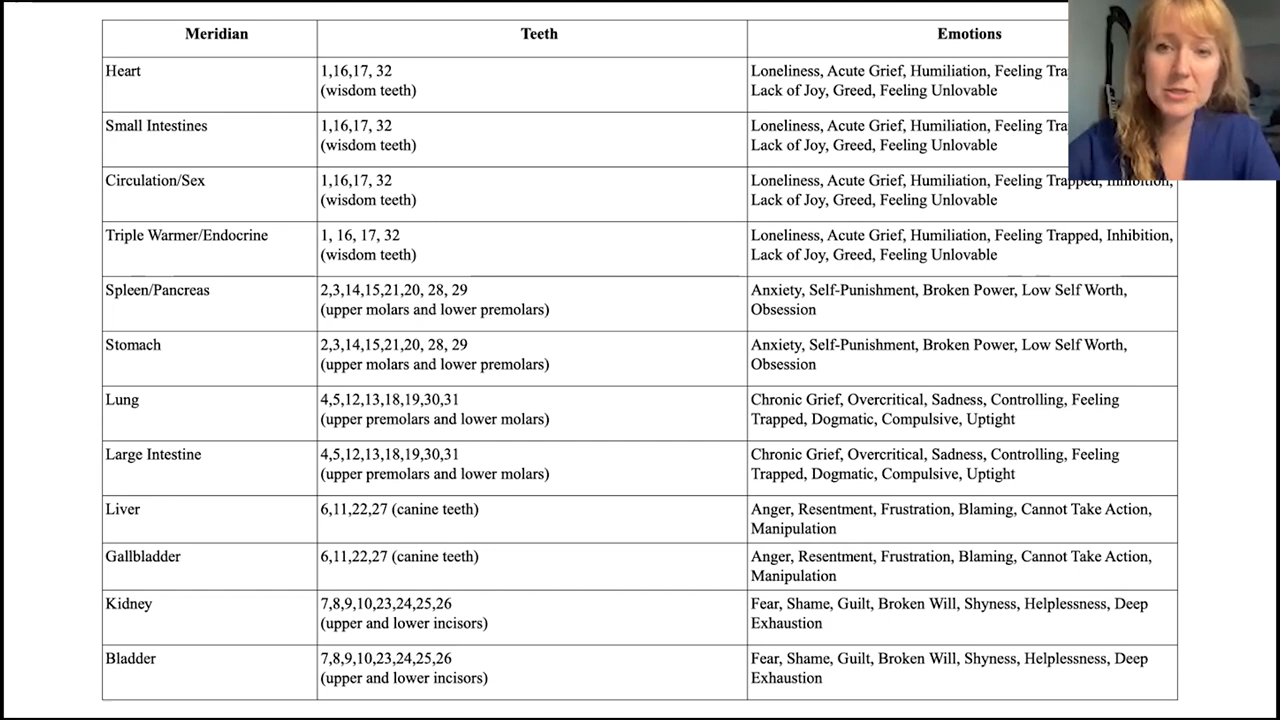 Meridian Teeth Emotions
Heart 1,16,17, 32 Loneliness, Acute Grief, Humiliation, Feeling
(wisdom teeth) Lack of Joy, Greed, Feeling Unlovable
Small Intestines 1,16,17, 32 Loneliness, Acute Grief, Humiliation, Feeling
(wisdom teeth) Lack of Joy, Greed, Feeling Unlovable
Circulation/Sex 1,16,17, 32 Loneliness, Acute Grief, Humiliation, Feeling Trapped, Inhibition,
(wisdom teeth) Lack of Joy, Greed, Feeling Unlovable
Triple Warmer/Endocrine 1, 16, 17, 32 Loneliness, Acute Grief, Humiliation, Feeling Trapped, Inhibition,
(wisdom teeth) Lack of Joy, Greed, Feeling Unlovable
Spleen/Pancreas 2,3,14,15,21,20, 28, 29 Anxiety, Self-Punishment, Broken Power, Low Self Worth,
(upper molars and lower premolars) Obsession
Stomach 2,3,14,15,21,20, 28, 29 Anxiety, Self-Punishment, Broken Power, Low Self Worth,
(upper molars and lower premolars) Obsession
Lung 4,5,12,13,18,19,30,31 Chronic Grief, Overcritical, Sadness, Controlling, Feeling
(upper premolars and lower molars) Trapped, Dogmatic, Compulsive, Uptight
Large Intestine 4,5,12,13,18,19,30,31 Chronic Grief, Overcritical, Sadness, Controlling, Feeling
(upper premolars and lower molars) Trapped, Dogmatic, Compulsive, Uptight
Liver 6,11,22,27 (canine teeth) Anger, Resentment, Frustration, Blaming, Cannot Take Action,
Manipulation
Gallbladder 6,11,22,27 (canine teeth) Anger, Resentment, Frustration, Blaming, Cannot Take Action,
Manipulation
Kidney 7,8,9,10,23,24,25,26 Fear, Shame, Guilt, Broken Will, Shyness, Helplessness, Deep
(upper and lower incisors) Exhaustion
Bladder 7,8,9,10,23,24,25,26 Fear, Shame, Guilt, Broken Will, Shyness, Helplessness, Deep
(upper and lower incisors) Exhaustion